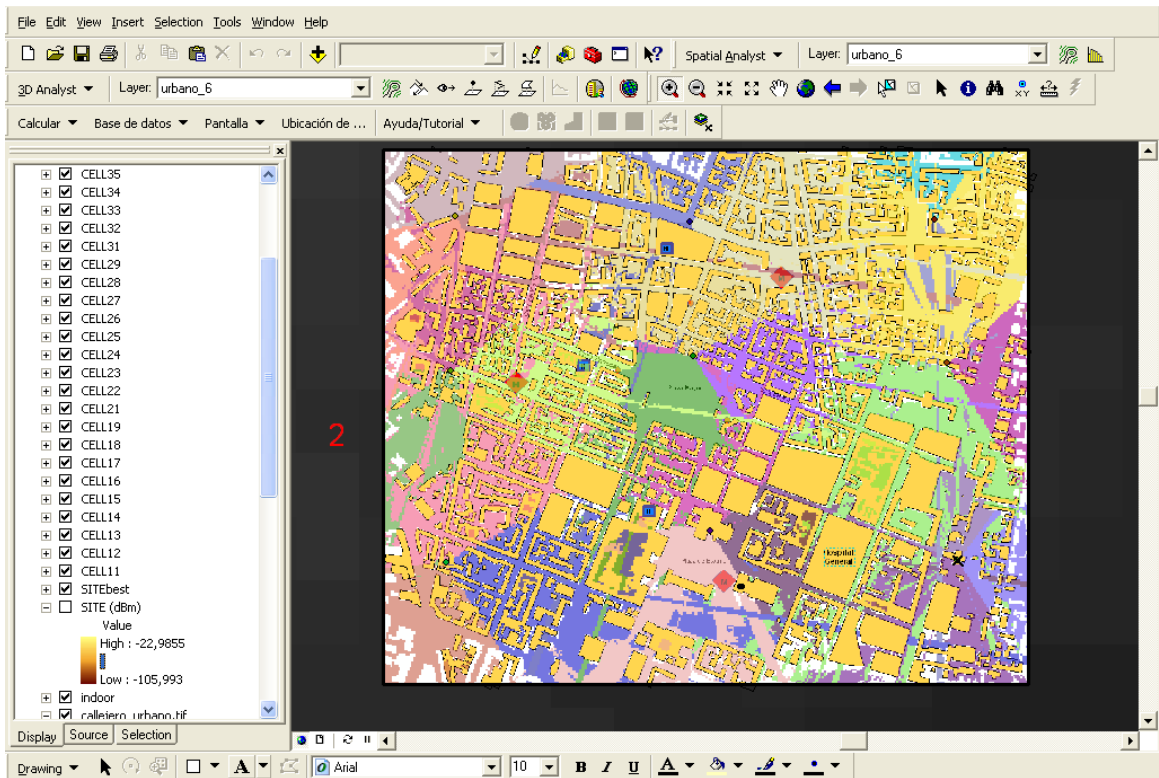 File Edit View Insert Selection Tools Window Help
Spatial Analyst Layer: urbano_6
3D Analyst Layer: urbano_6
Calcular Base de datos Pantalla Ubicación de ... Ayuda/Tutorial
CELL35
CELL34
CELL33
CELL32
CELL31
CELL29
CELL28
CELL27
CELL26
CELL25
CELL24
CELL23
CELL22
CELL21
CELL19
CELL18
CELL17
CELL16
CELL15
CELL14
CELL13
CELL12
CELL11
SITEbest
SITE (dBm)
Value
High : -22,9855
Low : -105,993
indoor
callejero_urbano.tif
Display Source Selection
2
Hospital
General
Drawing A Arial 10 B I U A